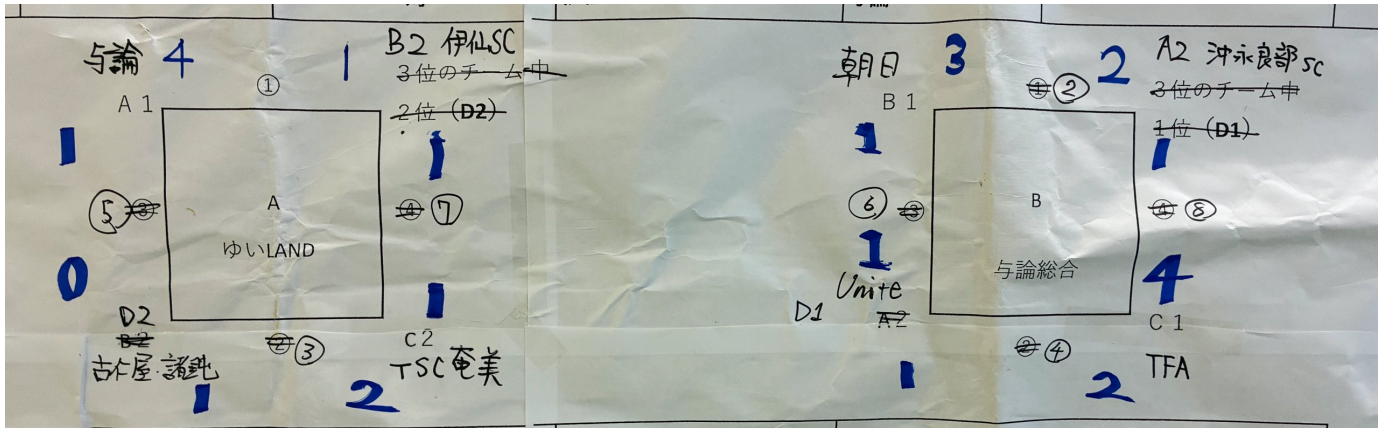 与論 4 1 B2 伊仙SC
3位のチーム中
① 2位 (D2)
A1
1 1
⑤ ③ A ④ ⑦
ゆいLAND
0 1
D2
B2 ② ③ C2
古仁屋・諸鈍 TSC奄美
1 2
朝日 3 2 A2 沖永良部SC
① ② 3位のチーム中
B1 1位 (D1)
1 1
⑥ ③ B ④ ⑧
1 4
与論総合
Unite
D1 A2 C1
② ④
TFA
1 2